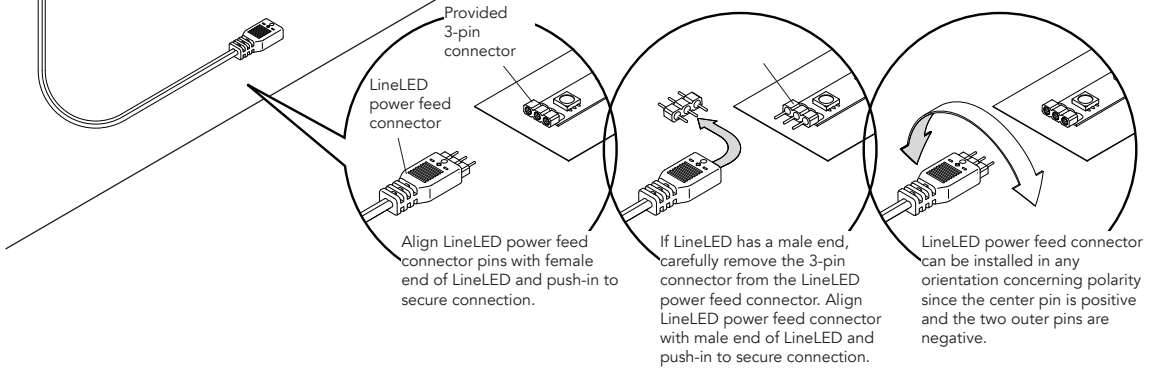 Provided
3-pin
connector
LineLED
power feed
connector
Align LineLED power feed
connector pins with female
end of LineLED and push-in to
secure connection.
If LineLED has a male end,
carefully remove the 3-pin
connector from the LineLED
power feed connector. Align
LineLED power feed connector
with male end of LineLED and
push-in to secure connection.
LineLED power feed connector
can be installed in any
orientation concerning polarity
since the center pin is positive
and the two outer pins are
negative.